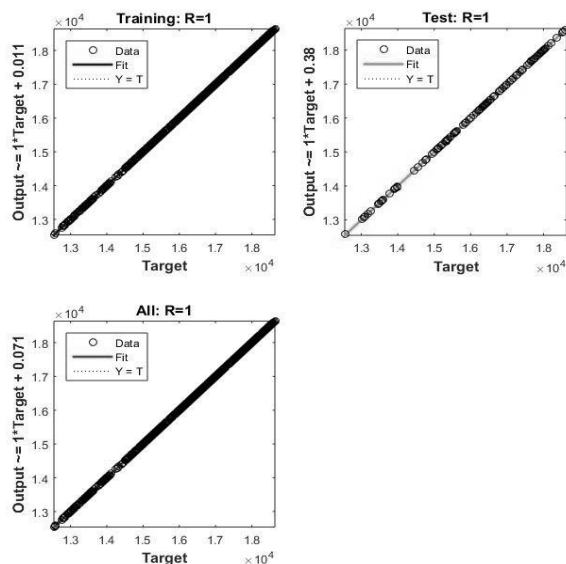 Training: R=1
×10⁴
Output ~= 1*Target + 0.011
1.8
1.7
1.6
1.5
1.4
1.3
Data
Fit
Y = T
1.3 1.4 1.5 1.6 1.7 1.8
Target
×10⁴
Test: R=1
×10⁴
Output ~= 1*Target + 0.38
1.8
1.7
1.6
1.5
1.4
1.3
Data
Fit
Y = T
1.3 1.4 1.5 1.6 1.7 1.8
Target
×10⁴
All: R=1
×10⁴
Output ~= 1*Target + 0.071
1.8
1.7
1.6
1.5
1.4
1.3
Data
Fit
Y = T
1.3 1.4 1.5 1.6 1.7 1.8
Target
×10⁴